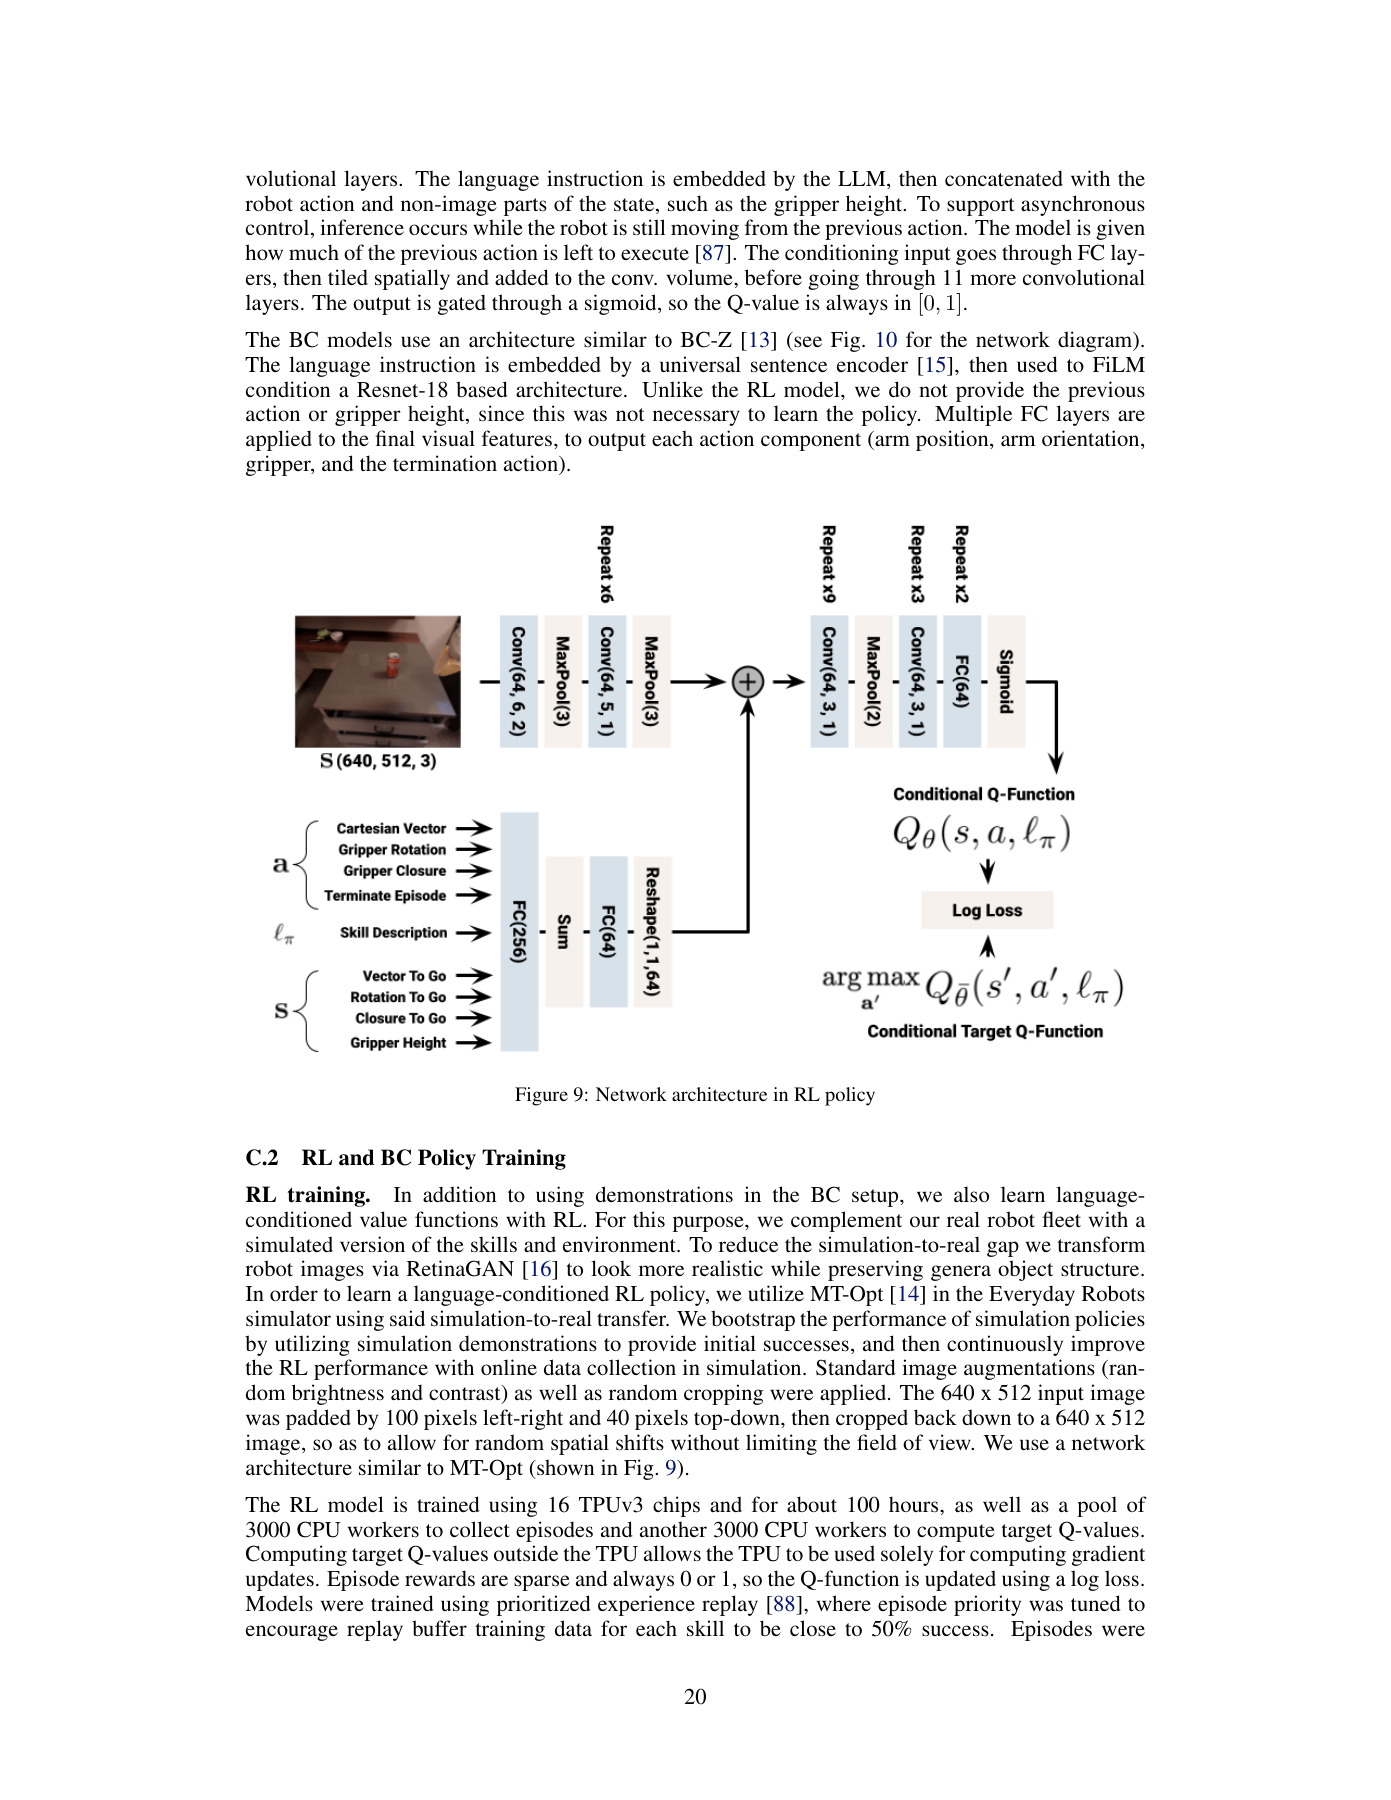 volutional layers. The language instruction is embedded by the LLM, then concatenated with the
robot action and non-image parts of the state, such as the gripper height. To support asynchronous
control, inference occurs while the robot is still moving from the previous action. The model is given
how much of the previous action is left to execute [87]. The conditioning input goes through FC lay-
ers, then tiled spatially and added to the conv. volume, before going through 11 more convolutional
layers. The output is gated through a sigmoid, so the Q-value is always in [0, 1].
The BC models use an architecture similar to BC-Z [13] (see Fig. 10 for the network diagram).
The language instruction is embedded by a universal sentence encoder [15], then used to FiLM
condition a Resnet-18 based architecture. Unlike the RL model, we do not provide the previous
action or gripper height, since this was not necessary to learn the policy. Multiple FC layers are
applied to the final visual features, to output each action component (arm position, arm orientation,
gripper, and the termination action).
Repeat x6
Repeat x9
Repeat x3
Repeat x2
Conv(64, 6, 2)
MaxPool(3)
Conv(64, 5, 1)
MaxPool(3)
+
Conv(64, 3, 1)
MaxPool(2)
Conv(64, 3, 1)
FC(64)
Sigmoid
S (640, 512, 3)
a
Cartesian Vector
Gripper Rotation
Gripper Closure
Terminate Episode
ℓπ Skill Description
s
Vector To Go
Rotation To Go
Closure To Go
Gripper Height
FC(256)
Sum
FC(64)
Reshape(1,1,64)
Conditional Q-Function
Qθ(s, a, ℓπ)
Log Loss
arg max Qθ̄(s′, a′, ℓπ)
a′
Conditional Target Q-Function
Figure 9: Network architecture in RL policy
C.2 RL and BC Policy Training
RL training. In addition to using demonstrations in the BC setup, we also learn language-
conditioned value functions with RL. For this purpose, we complement our real robot fleet with a
simulated version of the skills and environment. To reduce the simulation-to-real gap we transform
robot images via RetinaGAN [16] to look more realistic while preserving genera object structure.
In order to learn a language-conditioned RL policy, we utilize MT-Opt [14] in the Everyday Robots
simulator using said simulation-to-real transfer. We bootstrap the performance of simulation policies
by utilizing simulation demonstrations to provide initial successes, and then continuously improve
the RL performance with online data collection in simulation. Standard image augmentations (ran-
dom brightness and contrast) as well as random cropping were applied. The 640 x 512 input image
was padded by 100 pixels left-right and 40 pixels top-down, then cropped back down to a 640 x 512
image, so as to allow for random spatial shifts without limiting the field of view. We use a network
architecture similar to MT-Opt (shown in Fig. 9).
The RL model is trained using 16 TPUv3 chips and for about 100 hours, as well as a pool of
3000 CPU workers to collect episodes and another 3000 CPU workers to compute target Q-values.
Computing target Q-values outside the TPU allows the TPU to be used solely for computing gradient
updates. Episode rewards are sparse and always 0 or 1, so the Q-function is updated using a log loss.
Models were trained using prioritized experience replay [88], where episode priority was tuned to
encourage replay buffer training data for each skill to be close to 50% success. Episodes were
20